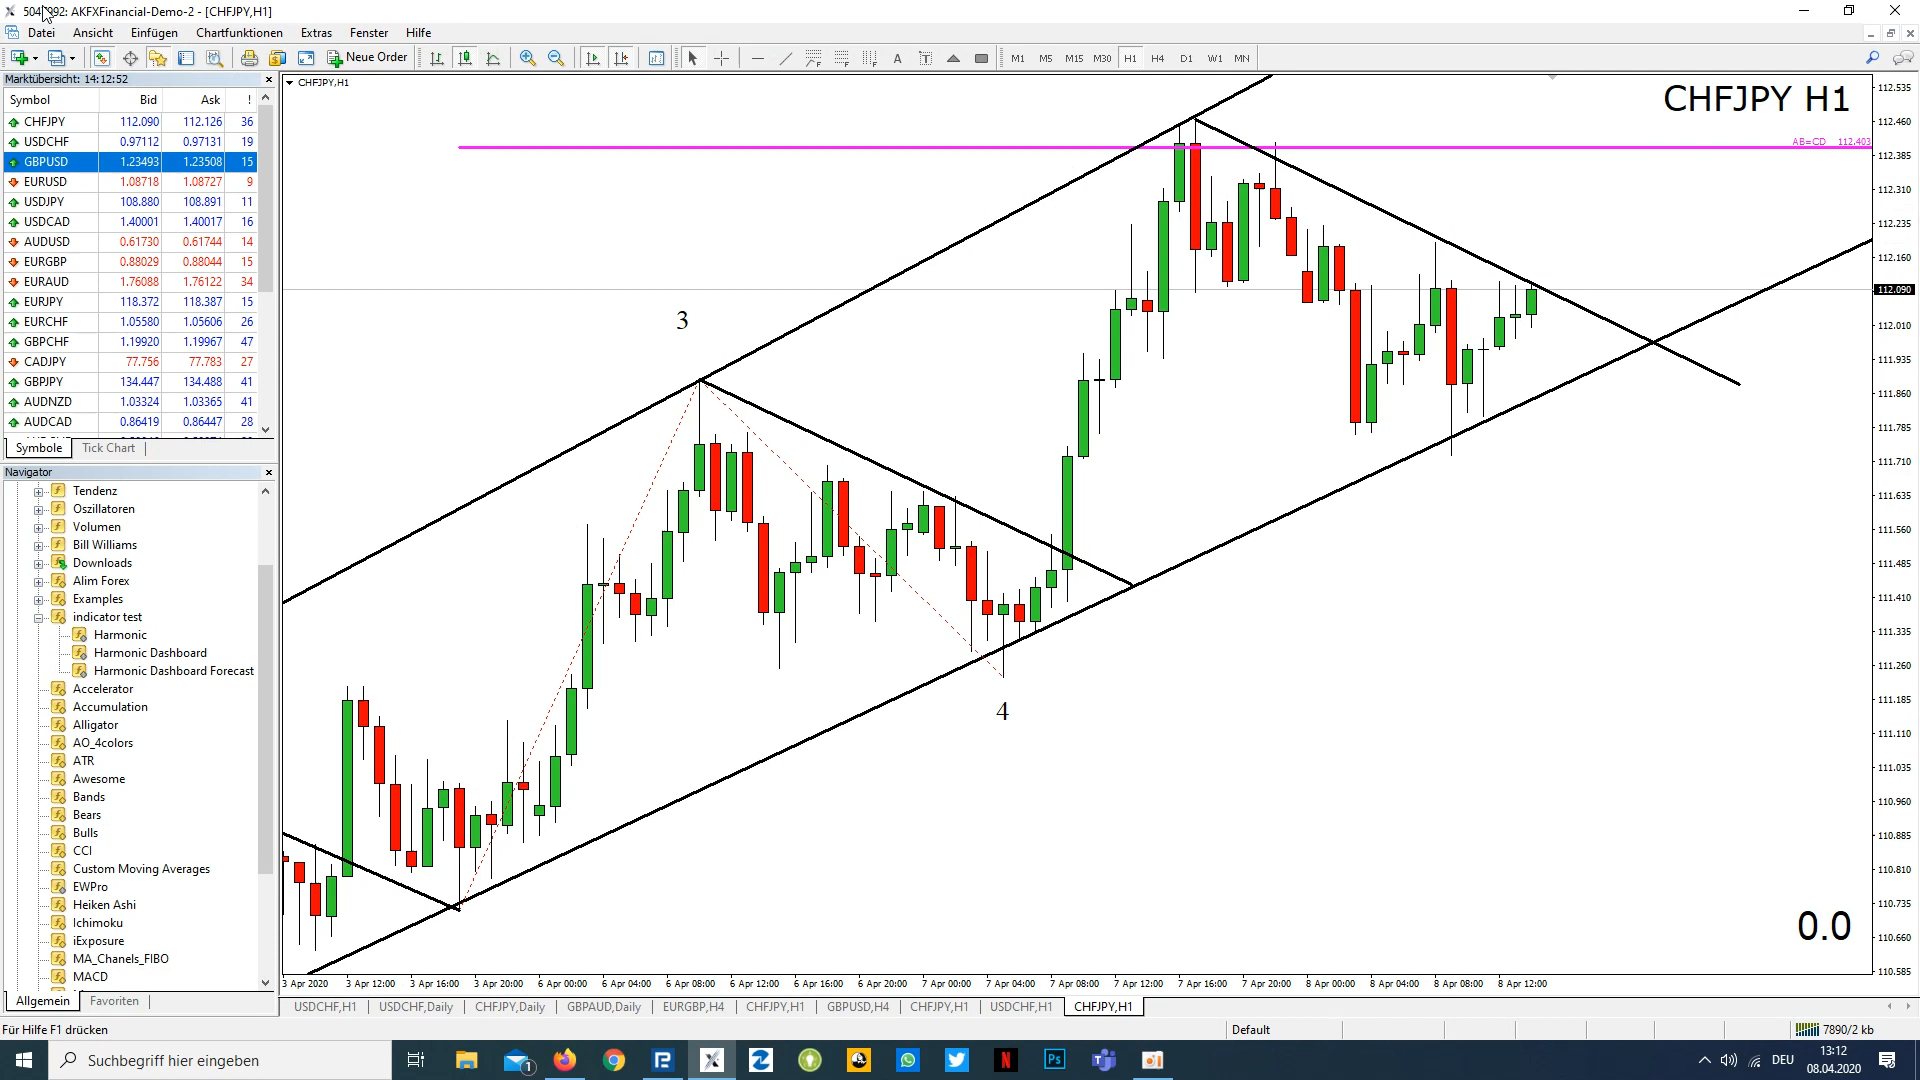 AKFXFinancial-Demo-2 - [CHFJPY,H1]
Datei Ansicht Einfügen Chartfunktionen Extras Fenster Hilfe
Neue Order A T M1 M5 M15 M30 H1 H4 D1 W1 MN
Marktübersicht: 14:12:52
Symbol Bid Ask !
CHFJPY 112.090 112.126 36
USDCHF 0.97112 0.97131 19
GBPUSD 1.23493 1.23508 15
EURUSD 1.08718 1.08727 9
USDJPY 108.880 108.891 11
USDCAD 1.40001 1.40017 16
AUDUSD 0.61730 0.61744 14
EURGBP 0.88029 0.88044 15
EURAUD 1.76088 1.76122 34
EURJPY 118.372 118.387 15
EURCHF 1.05580 1.05606 26
GBPCHF 1.19920 1.19967 47
CADJPY 77.756 77.783 27
GBPJPY 134.447 134.488 41
AUDNZD 1.03324 1.03365 41
AUDCAD 0.86419 0.86447 28
Symbole Tick Chart
Navigator
Tendenz
Oszillatoren
Volumen
Bill Williams
Downloads
Alim Forex
Examples
indicator test
Harmonic
Harmonic Dashboard
Harmonic Dashboard Forecast
Accelerator
Accumulation
Alligator
AO_4colors
ATR
Awesome
Bands
Bears
Bulls
CCI
Custom Moving Averages
EWPro
Heiken Ashi
Ichimoku
iExposure
MA_Chanels_FIBO
MACD
Allgemein Favoriten
CHFJPY,H1
CHFJPY H1
AB=CD 112.403
3
4
0.0
112.535
112.460
112.385
112.310
112.235
112.160
112.090
112.010
111.935
111.860
111.785
111.710
111.635
111.560
111.485
111.410
111.335
111.260
111.185
111.110
111.035
110.960
110.885
110.810
110.735
110.660
110.585
3 Apr 2020 3 Apr 12:00 3 Apr 16:00 3 Apr 20:00 6 Apr 00:00 6 Apr 04:00 6 Apr 08:00 6 Apr 12:00 6 Apr 16:00 6 Apr 20:00 7 Apr 00:00 7 Apr 04:00 7 Apr 08:00 7 Apr 12:00 7 Apr 16:00 7 Apr 20:00 8 Apr 00:00 8 Apr 04:00 8 Apr 08:00 8 Apr 12:00
USDCHF,H1 USDCHF,Daily CHFJPY,Daily GBPAUD,Daily EURGBP,H4 CHFJPY,H1 GBPUSD,H4 CHFJPY,H1 USDCHF,H1 CHFJPY,H1
Für Hilfe F1 drücken Default 7890/2 kb
Suchbegriff hier eingeben 1 N Ps DEU 13:12
08.04.2020